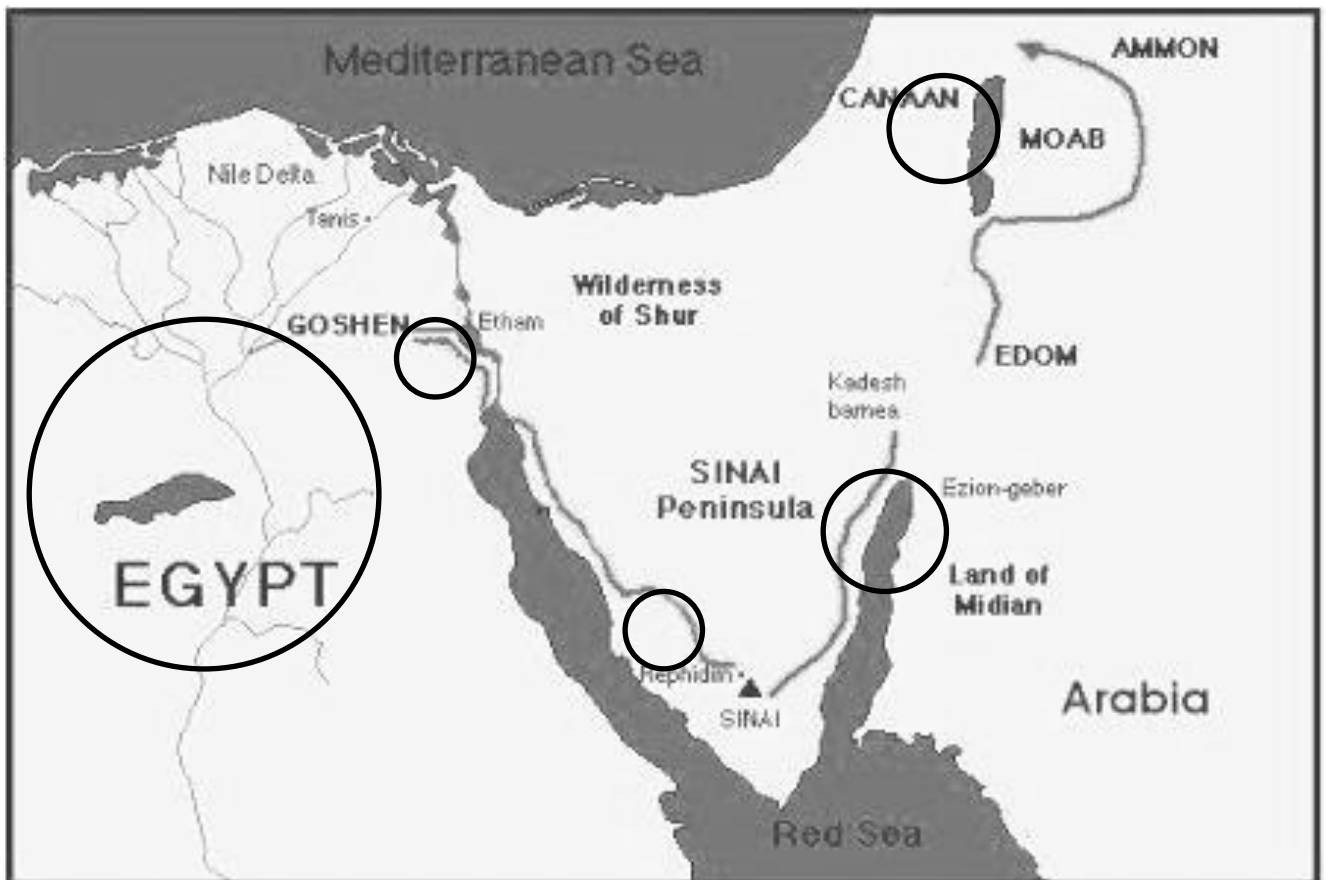 Mediterranean Sea
AMMON
CANAAN
MOAB
Nile Delta
Tanis
Wilderness
of Shur
GOSHEN
Etham
EDOM
Kadesh
barnea
SINAI
Peninsula
Ezion-geber
EGYPT
Land of
Midian
Rephidim
SINAI
Arabia
Red Sea